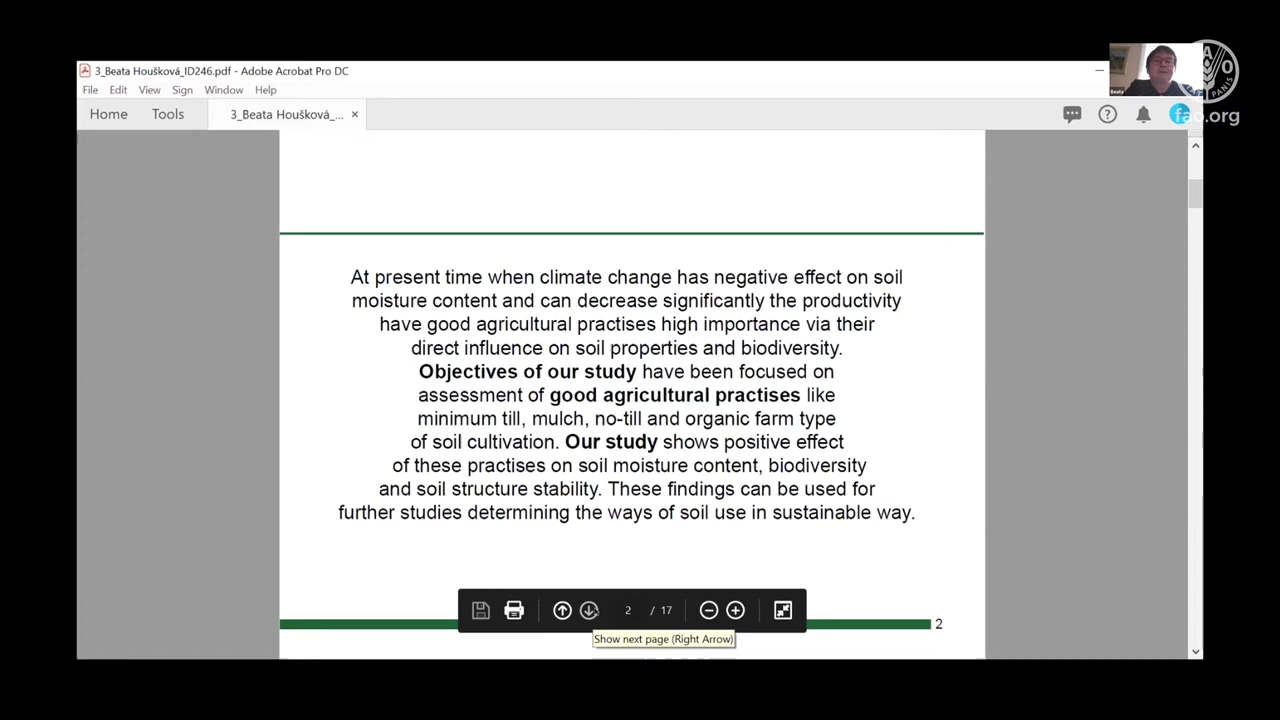 3_Beata Houšková_ID246.pdf - Adobe Acrobat Pro DC
File Edit View Sign Window Help
Home Tools 3_Beata Houšková_... ×
Beata
fao.org
At present time when climate change has negative effect on soil
moisture content and can decrease significantly the productivity
have good agricultural practises high importance via their
direct influence on soil properties and biodiversity.
Objectives of our study have been focused on
assessment of good agricultural practises like
minimum till, mulch, no-till and organic farm type
of soil cultivation. Our study shows positive effect
of these practises on soil moisture content, biodiversity
and soil structure stability. These findings can be used for
further studies determining the ways of soil use in sustainable way.
2 / 17
Show next page (Right Arrow)
2